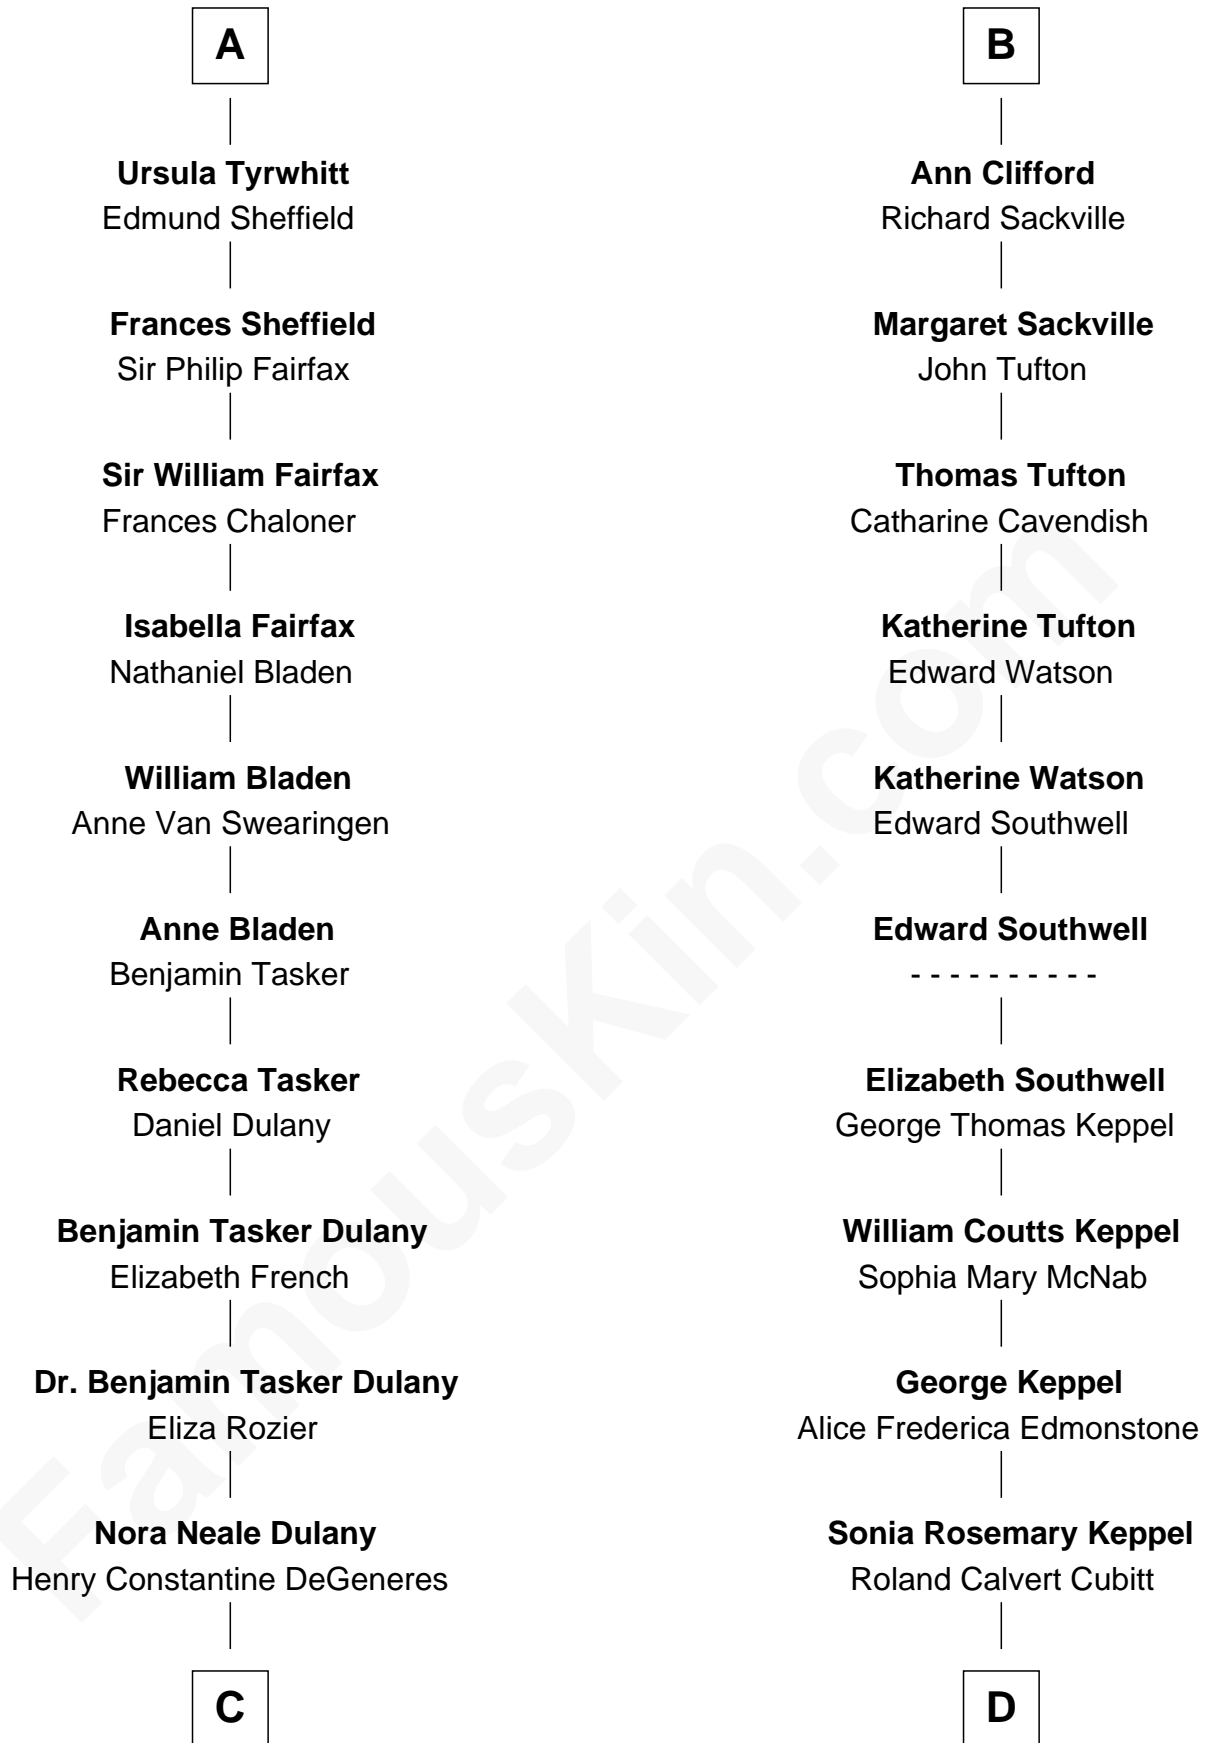 A
Ursula Tyrwhitt
Edmund Sheffield
Frances Sheffield
Sir Philip Fairfax
Sir William Fairfax
Frances Chaloner
Isabella Fairfax
Nathaniel Bladen
William Bladen
Anne Van Swearingen
Anne Bladen
Benjamin Tasker
Rebecca Tasker
Daniel Dulany
Benjamin Tasker Dulany
Elizabeth French
Dr. Benjamin Tasker Dulany
Eliza Rozier
Nora Neale Dulany
Henry Constantine DeGeneres
C
B
Ann Clifford
Richard Sackville
Margaret Sackville
John Tufton
Thomas Tufton
Catharine Cavendish
Katherine Tufton
Edward Watson
Katherine Watson
Edward Southwell
Edward Southwell
- - - - - - - - - -
Elizabeth Southwell
George Thomas Keppel
William Coutts Keppel
Sophia Mary McNab
George Keppel
Alice Frederica Edmonstone
Sonia Rosemary Keppel
Roland Calvert Cubitt
D
FamousKin.com